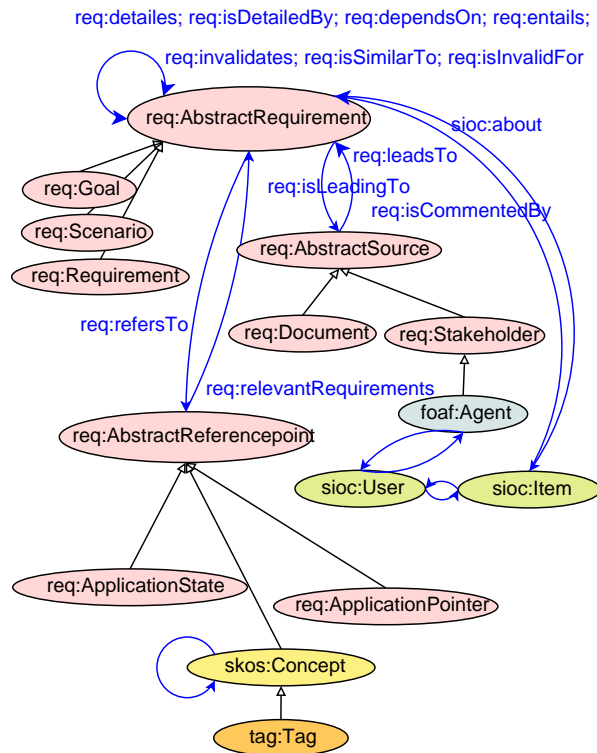 req:detailes; req:isDetailedBy; req:dependsOn; req:entails;
req:invalidates; req:isSimilarTo; req:isInvalidFor
req:AbstractRequirement
sioc:about
req:leadsTo
req:Goal
req:isLeadingTo
req:isCommentedBy
req:Scenario
req:AbstractSource
req:Requirement
req:refersTo
req:Document
req:Stakeholder
req:relevantRequirements
foaf:Agent
req:AbstractReferencepoint
sioc:User
sioc:Item
req:ApplicationState
req:ApplicationPointer
skos:Concept
tag:Tag